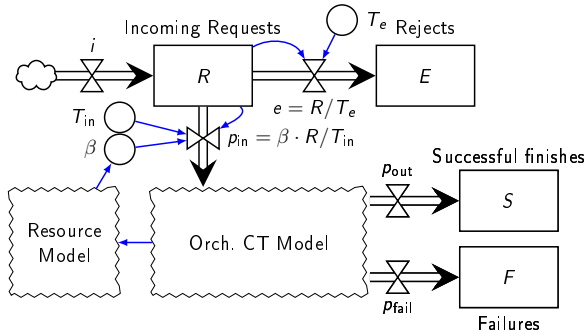 Incoming Requests
T_e
Rejects
i
R
E
e = R/T_e
T_in
p_in = β · R/T_in
β
Successful finishes
p_out
S
Resource
Model
Orch. CT Model
F
p_fail
Failures